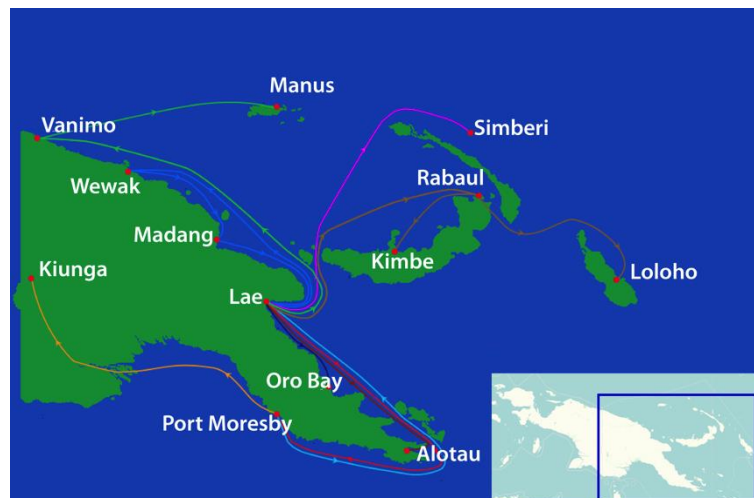 Manus
Vanimo
Simberi
Wewak
Rabaul
Madang
Kiunga
Kimbe
Loloho
Lae
Oro Bay
Port Moresby
Alotau